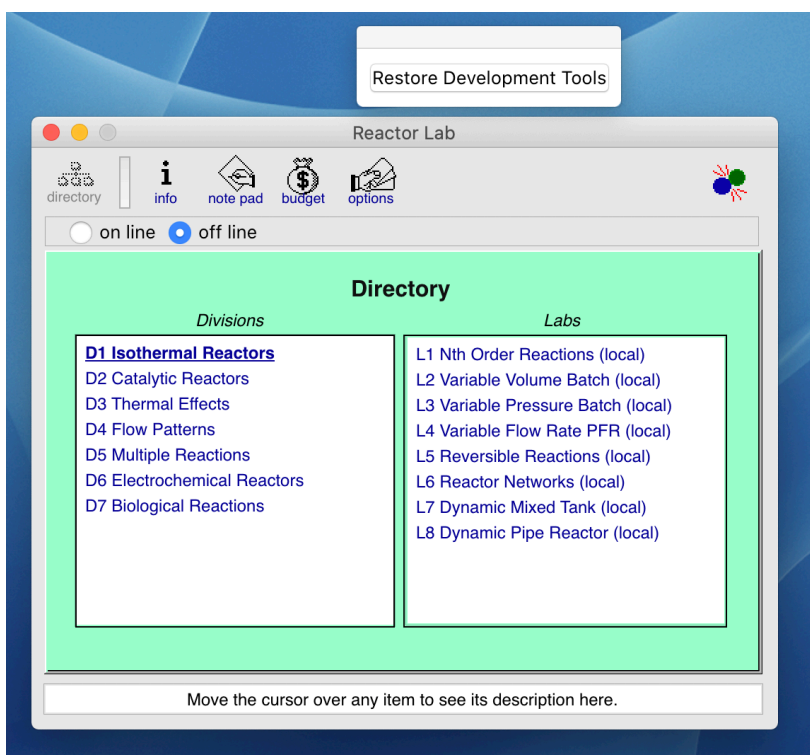 Restore Development Tools
Reactor Lab
directory
info
note pad
budget
options
on line
off line
Directory
Divisions
Labs
D1 Isothermal Reactors
D2 Catalytic Reactors
D3 Thermal Effects
D4 Flow Patterns
D5 Multiple Reactions
D6 Electrochemical Reactors
D7 Biological Reactions
L1 Nth Order Reactions (local)
L2 Variable Volume Batch (local)
L3 Variable Pressure Batch (local)
L4 Variable Flow Rate PFR (local)
L5 Reversible Reactions (local)
L6 Reactor Networks (local)
L7 Dynamic Mixed Tank (local)
L8 Dynamic Pipe Reactor (local)
Move the cursor over any item to see its description here.